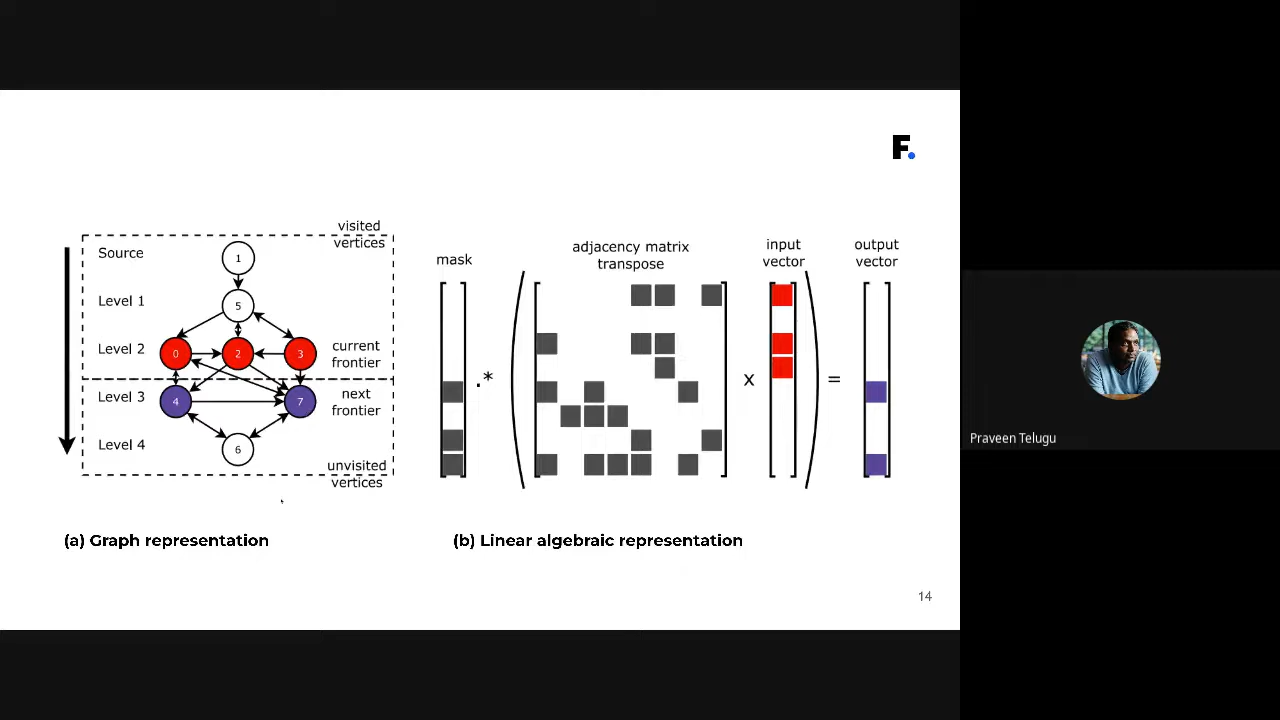 F.
visited
vertices
Source
1
Level 1
5
Level 2
0
2
3
current
frontier
Level 3
4
7
next
frontier
Level 4
6
unvisited
vertices
(a) Graph representation
mask
.*
adjacency matrix
transpose
x
input
vector
=
output
vector
(b) Linear algebraic representation
14
Praveen Telugu